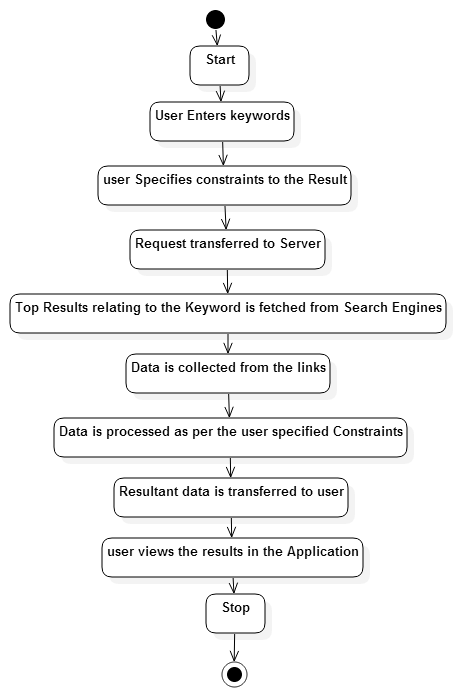 Start
User Enters keywords
user Specifies constraints to the Result
Request transferred to Server
Top Results relating to the Keyword is fetched from Search Engines
Data is collected from the links
Data is processed as per the user specified Constraints
Resultant data is transferred to user
user views the results in the Application
Stop